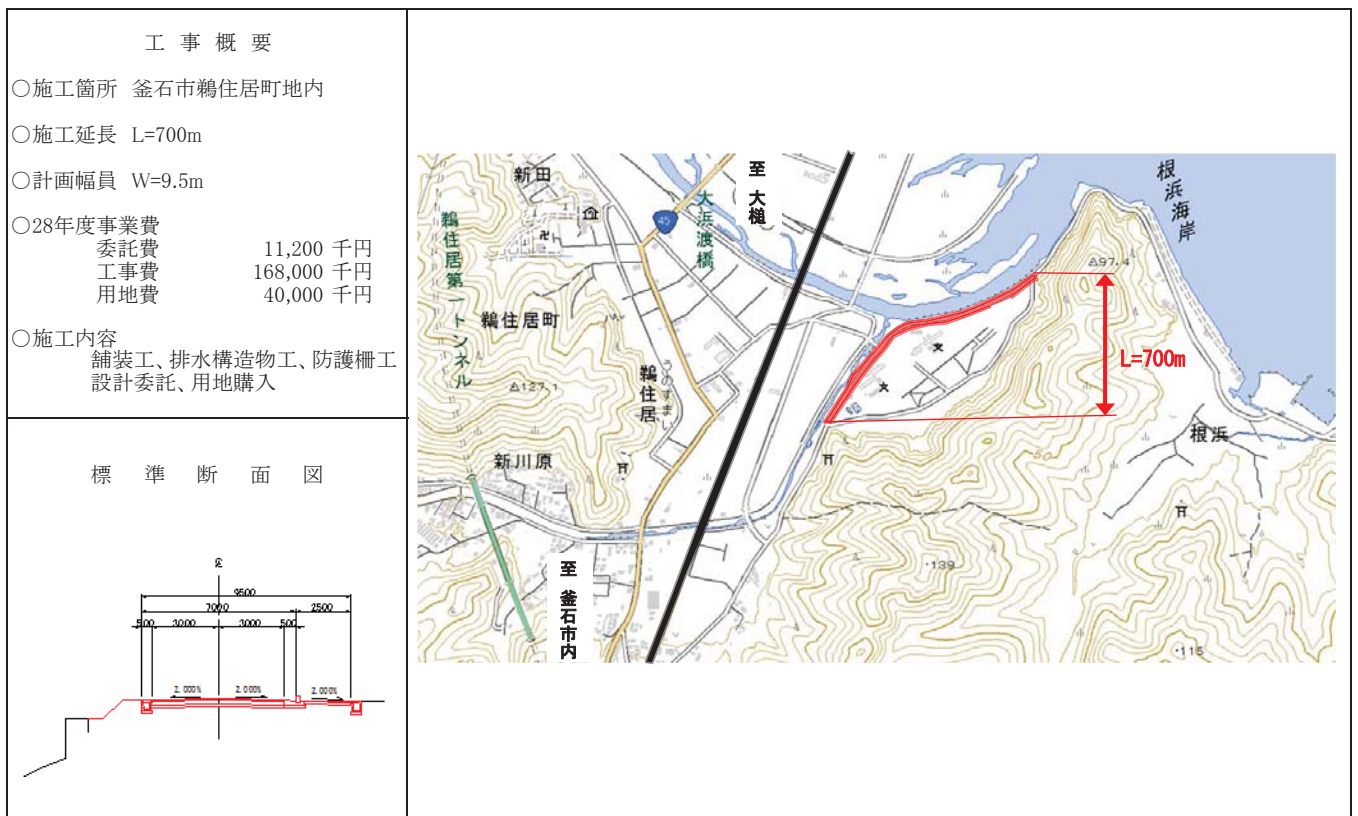 工事概要
○施工箇所 釜石市鵜住居町地内
○施工延長 L=700m
○計画幅員 W=9.5m
○28年度事業費
委託費 11,200 千円
工事費 168,000 千円
用地費 40,000 千円
○施工内容
舗装工、排水構造物工、防護柵工
設計委託、用地購入
標準断面図
9500
7000 2500
500 3000 3000 500
2.000% 2.000% 2.000%
新田
45
至 大槌
大浜渡橋
根浜海岸
鵜住居第一トンネル
鵜住居町
△97.4
L=700m
△127.1
うのすまい
鵜住居
根浜
新川原
至 釜石市内
・139
・115